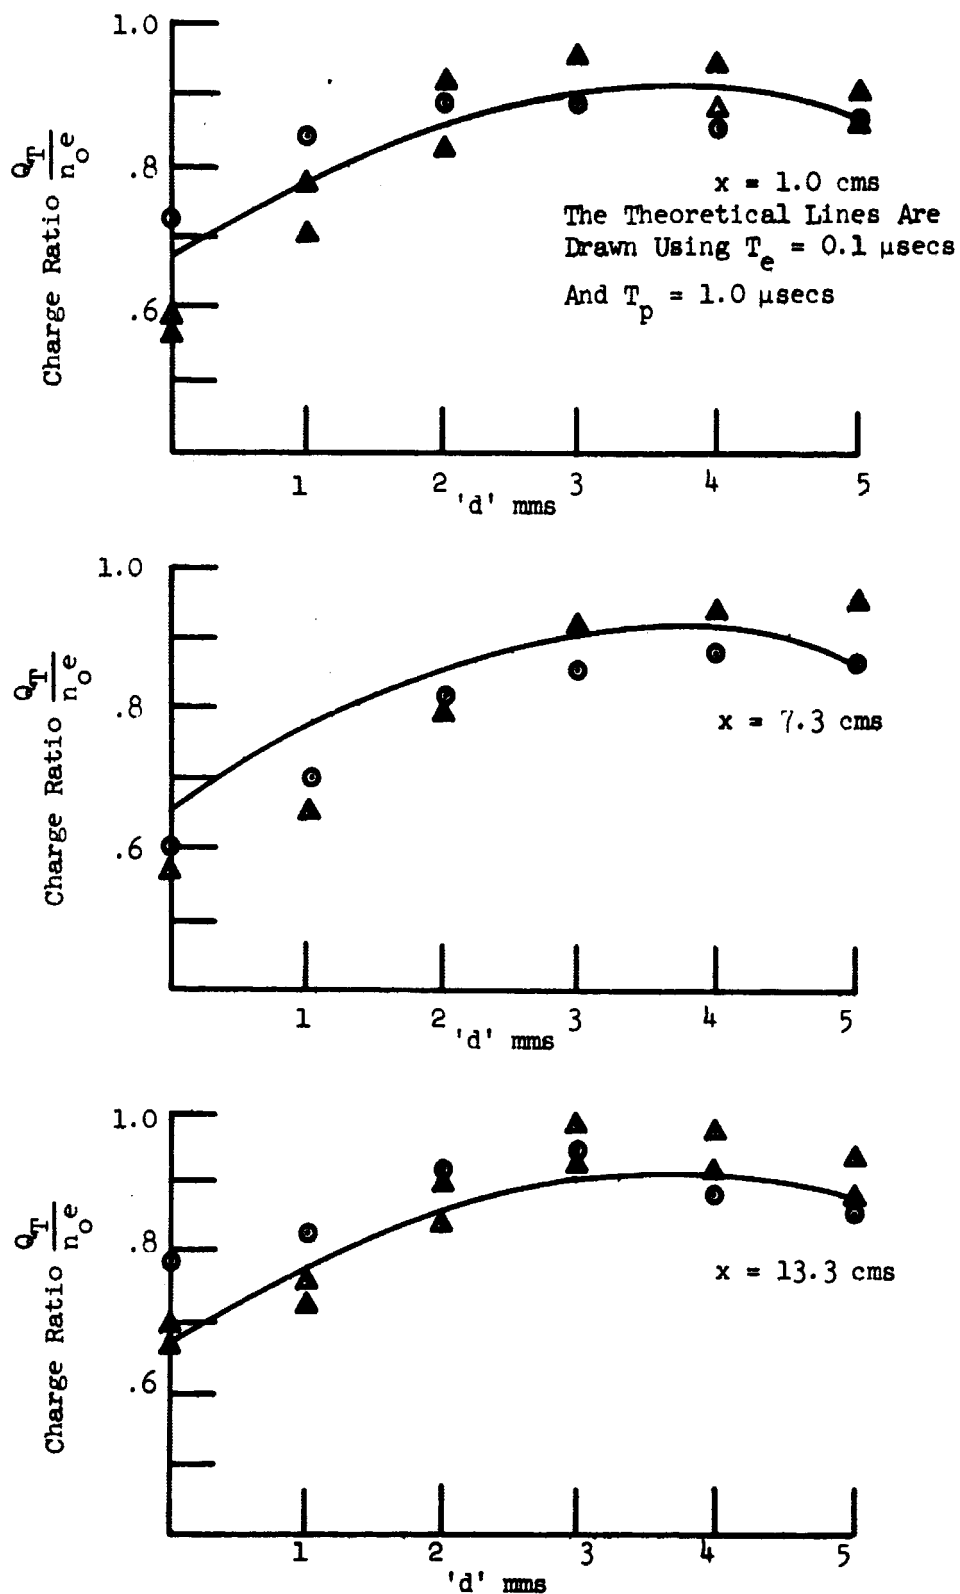 1.0
.8
.6
Charge Ratio Q_T / n_o e
x = 1.0 cms
The Theoretical Lines Are
Drawn Using T_e = 0.1 μsecs
And T_p = 1.0 μsecs
1 2 3 4 5
'd' mms
1.0
.8
.6
Charge Ratio Q_T / n_o e
x = 7.3 cms
1 2 3 4 5
'd' mms
1.0
.8
.6
Charge Ratio Q_T / n_o e
x = 13.3 cms
1 2 3 4 5
'd' mms